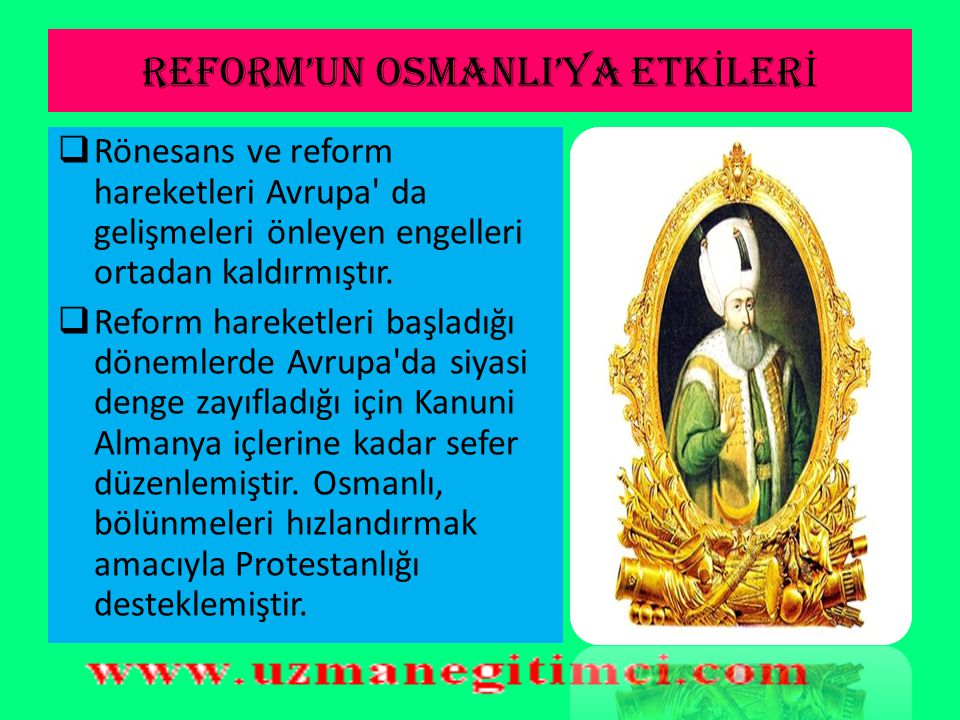 REFORM'UN OSMANLI'YA ETKİLERİ
❑Rönesans ve reform
hareketleri Avrupa' da
gelişmeleri önleyen engelleri
ortadan kaldırmıştır.
❑Reform hareketleri başladığı
dönemlerde Avrupa'da siyasi
denge zayıfladığı için Kanuni
Almanya içlerine kadar sefer
düzenlemiştir. Osmanlı,
bölünmeleri hızlandırmak
amacıyla Protestanlığı
desteklemiştir.
www.uzmanegitimci.com